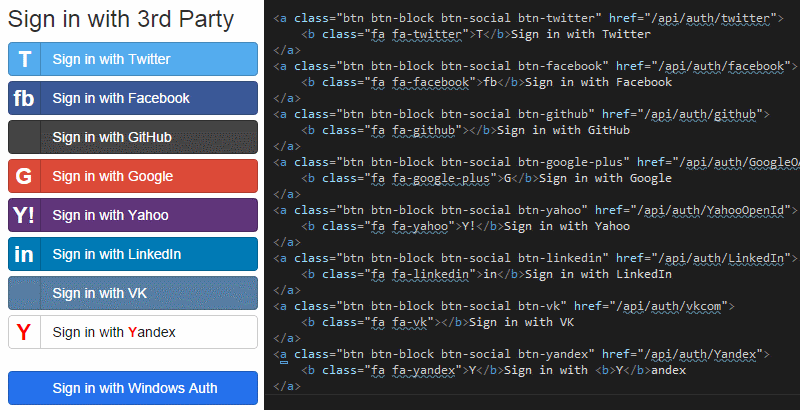 Sign in with 3rd Party
T Sign in with Twitter
fb Sign in with Facebook
Sign in with GitHub
G Sign in with Google
Y! Sign in with Yahoo
in Sign in with LinkedIn
Sign in with VK
Y Sign in with Yandex
Sign in with Windows Auth
<a class="btn btn-block btn-social btn-twitter" href="/api/auth/twitter">
<b class="fa fa-twitter">T</b>Sign in with Twitter
</a>
<a class="btn btn-block btn-social btn-facebook" href="/api/auth/facebook">
<b class="fa fa-facebook">fb</b>Sign in with Facebook
</a>
<a class="btn btn-block btn-social btn-github" href="/api/auth/github">
<b class="fa fa-github"></b>Sign in with GitHub
</a>
<a class="btn btn-block btn-social btn-google-plus" href="/api/auth/GoogleO
<b class="fa fa-google-plus">G</b>Sign in with Google
</a>
<a class="btn btn-block btn-social btn-yahoo" href="/api/auth/YahooOpenId">
<b class="fa fa-yahoo">Y!</b>Sign in with Yahoo
</a>
<a class="btn btn-block btn-social btn-linkedin" href="/api/auth/LinkedIn">
<b class="fa fa-linkedin">in</b>Sign in with LinkedIn
</a>
<a class="btn btn-block btn-social btn-vk" href="/api/auth/vkcom">
<b class="fa fa-vk"></b>Sign in with VK
</a>
<a class="btn btn-block btn-social btn-yandex" href="/api/auth/Yandex">
<b class="fa fa-yandex">Y</b>Sign in with <b>Y</b>andex
</a>